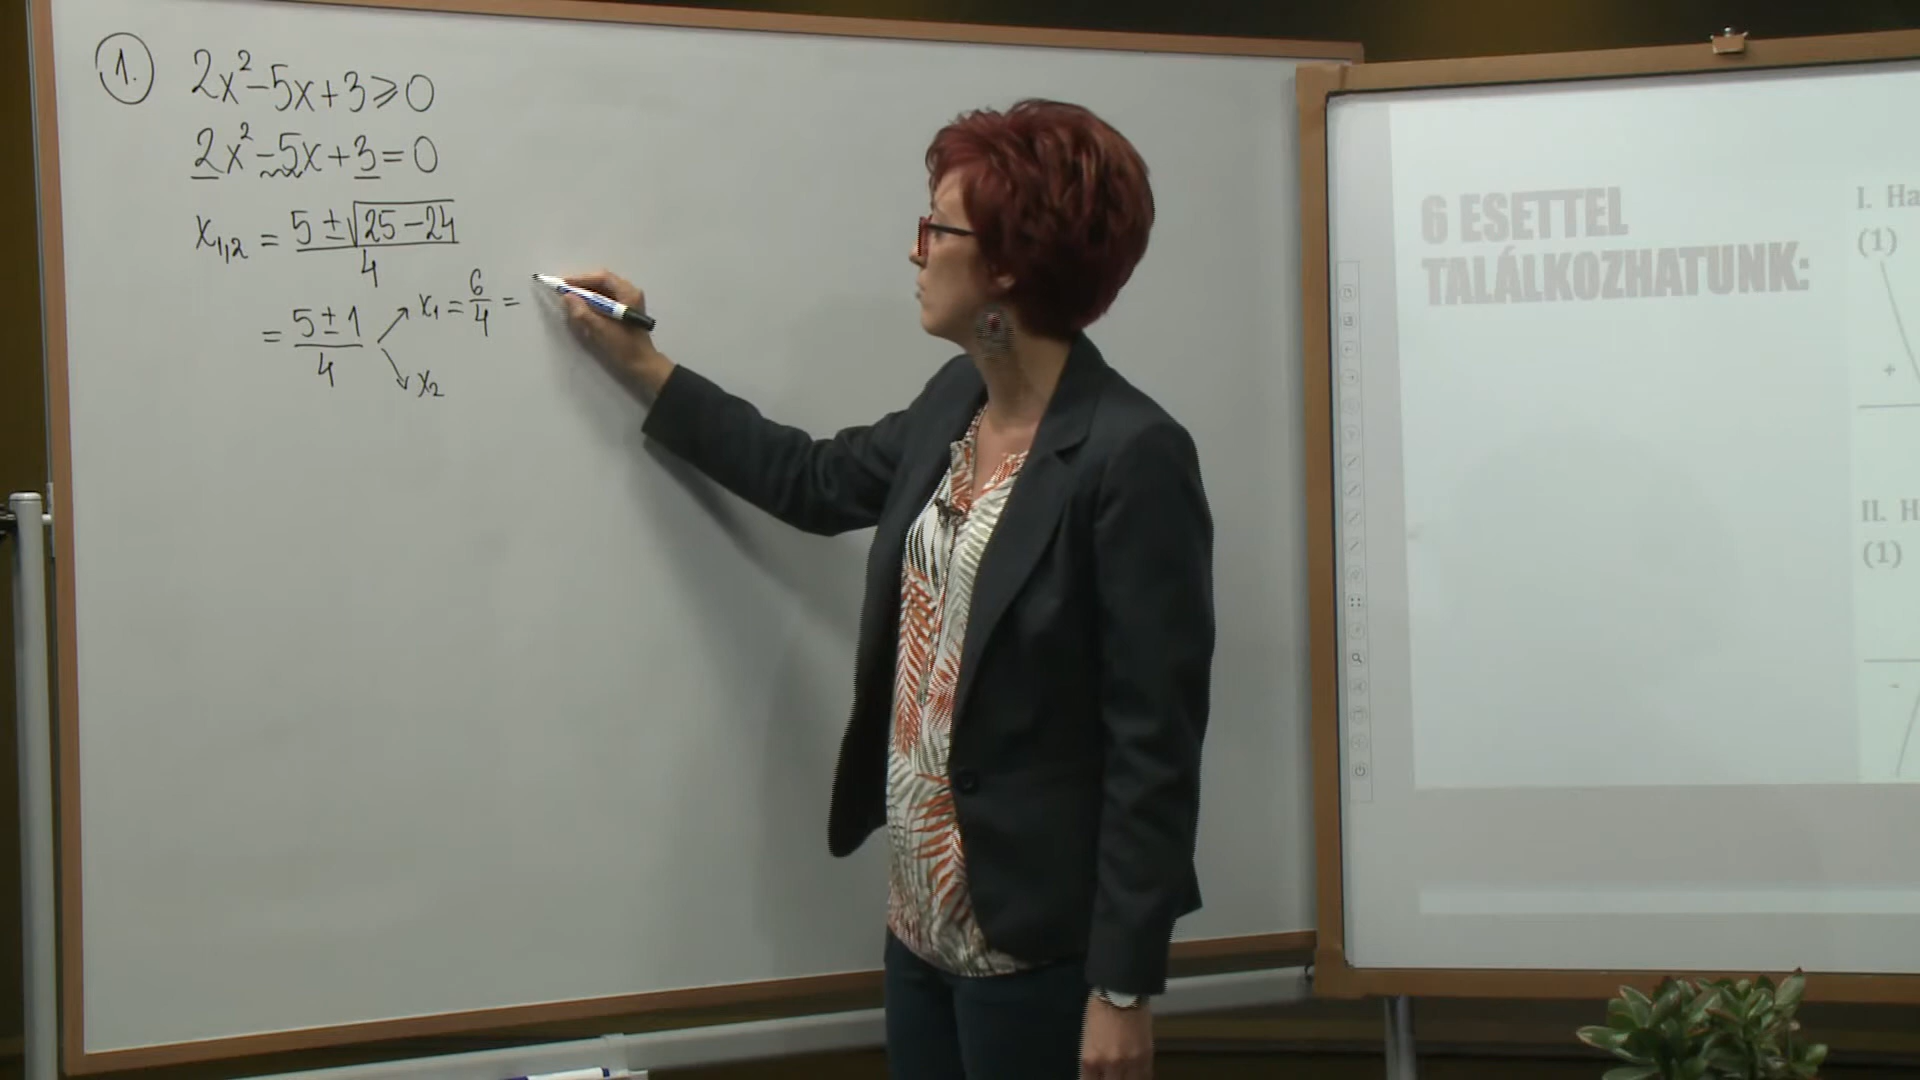 1. 2x²-5x+3⩾0
2x²-5x+3=0
x₁,₂ = (5±√(25-24))/4
= (5±1)/4
x₁ = 6/4 =
x₂
6 ESETTEL
TALÁLKOZHATUNK:
I. Ha
(1)
+
II. H
(1)
-